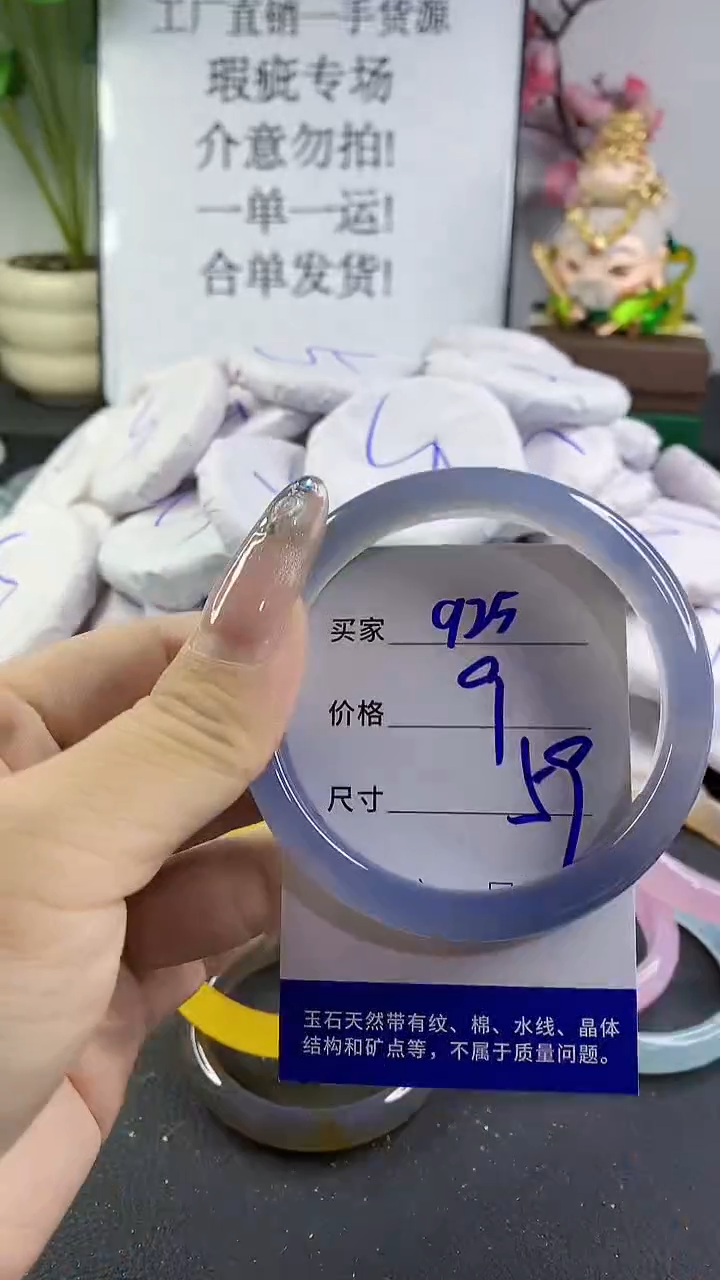 工厂直销一手货源
瑕疵专场
介意勿拍!
一单一运!
合单发货!
买家 925
价格 9
尺寸 59
玉石天然带有纹、棉、水线、晶体
结构和矿点等，不属于质量问题。